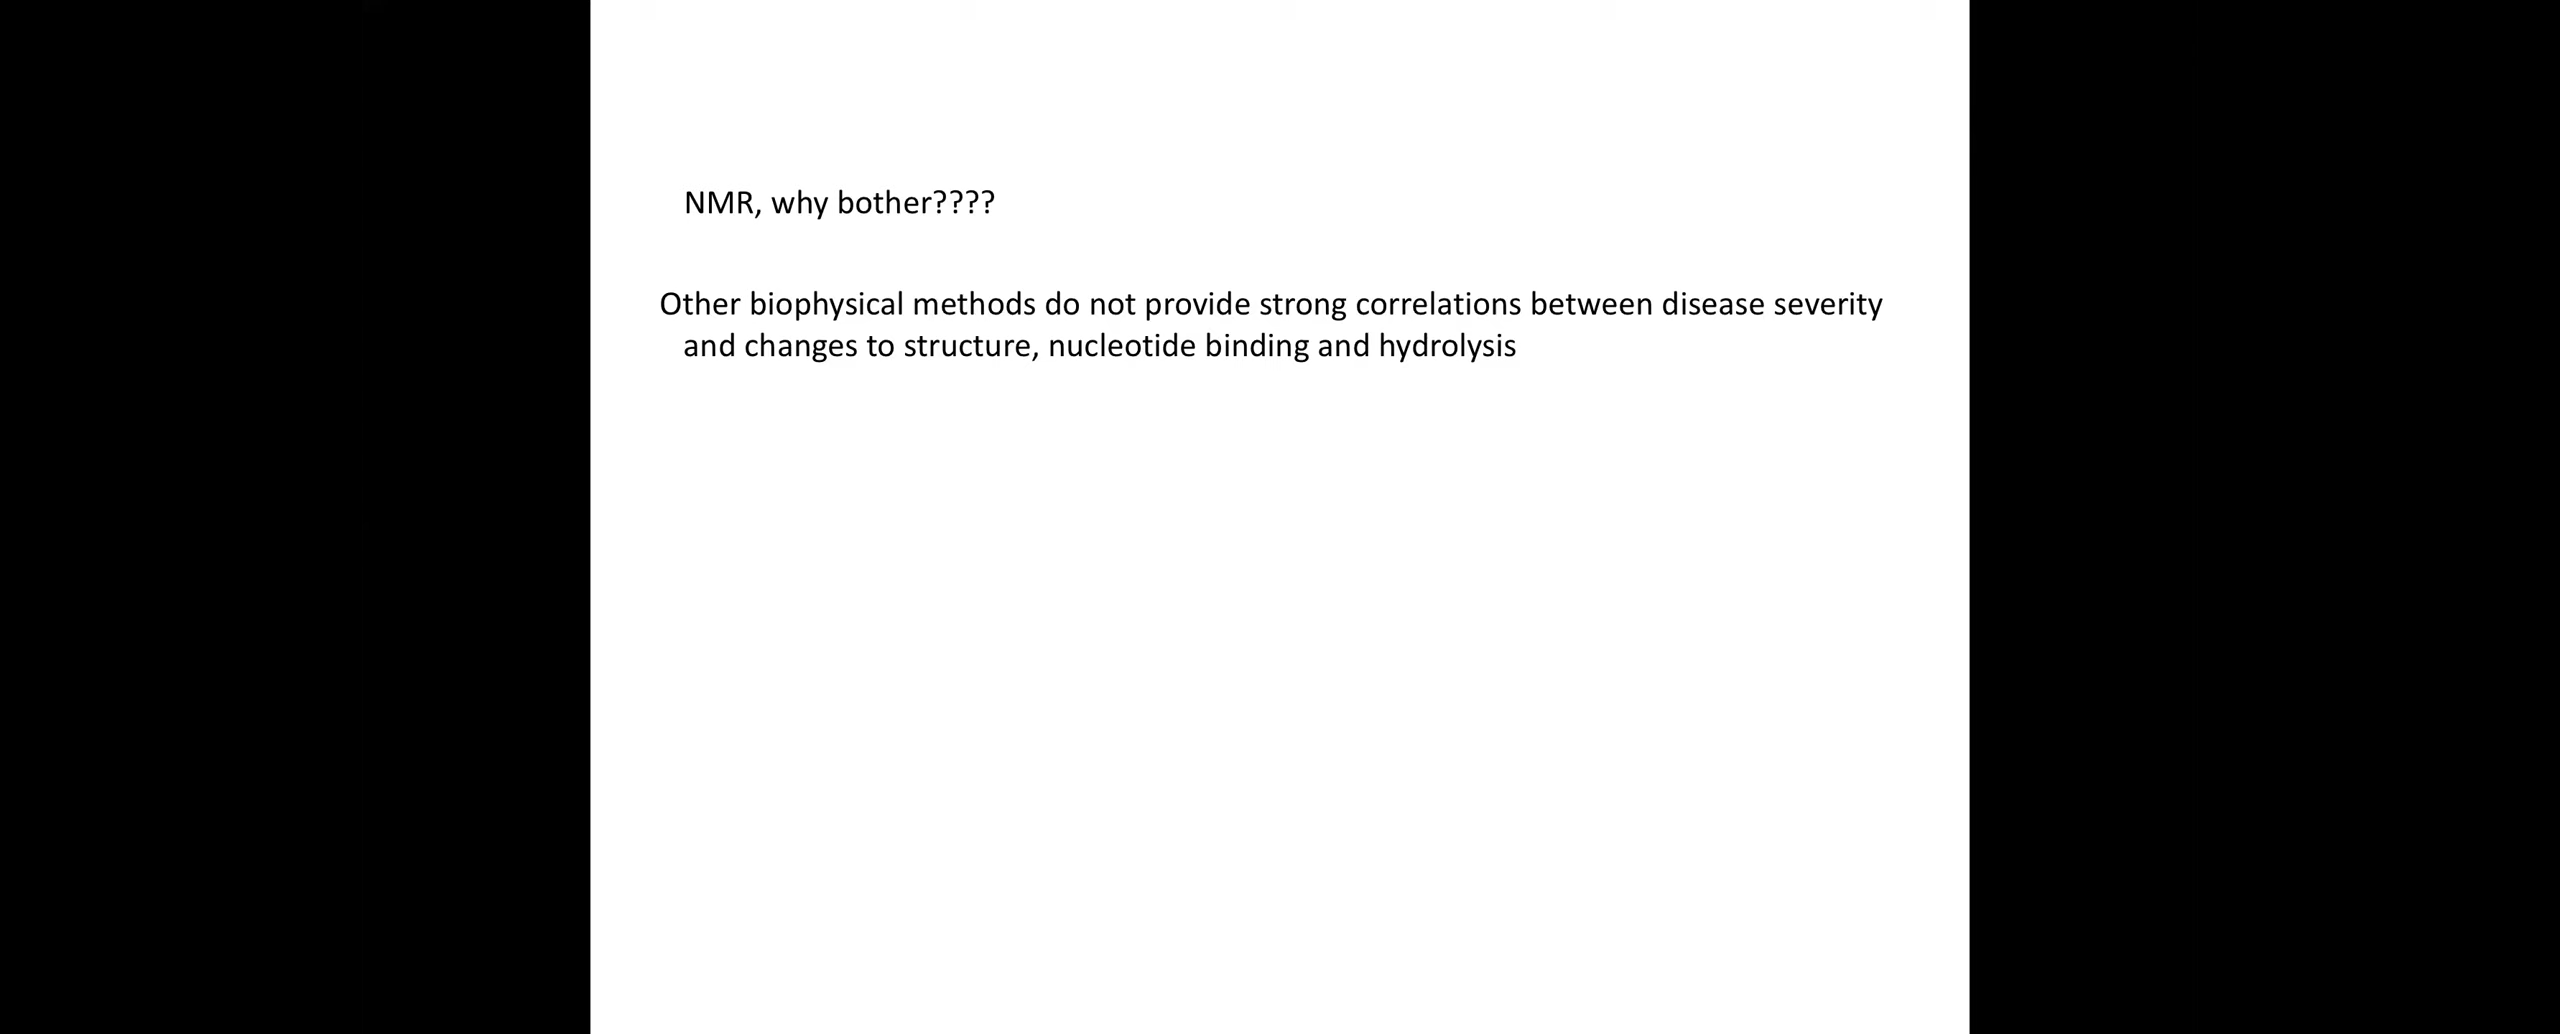 NMR, why bother????
Other biophysical methods do not provide strong correlations between disease severity
and changes to structure, nucleotide binding and hydrolysis